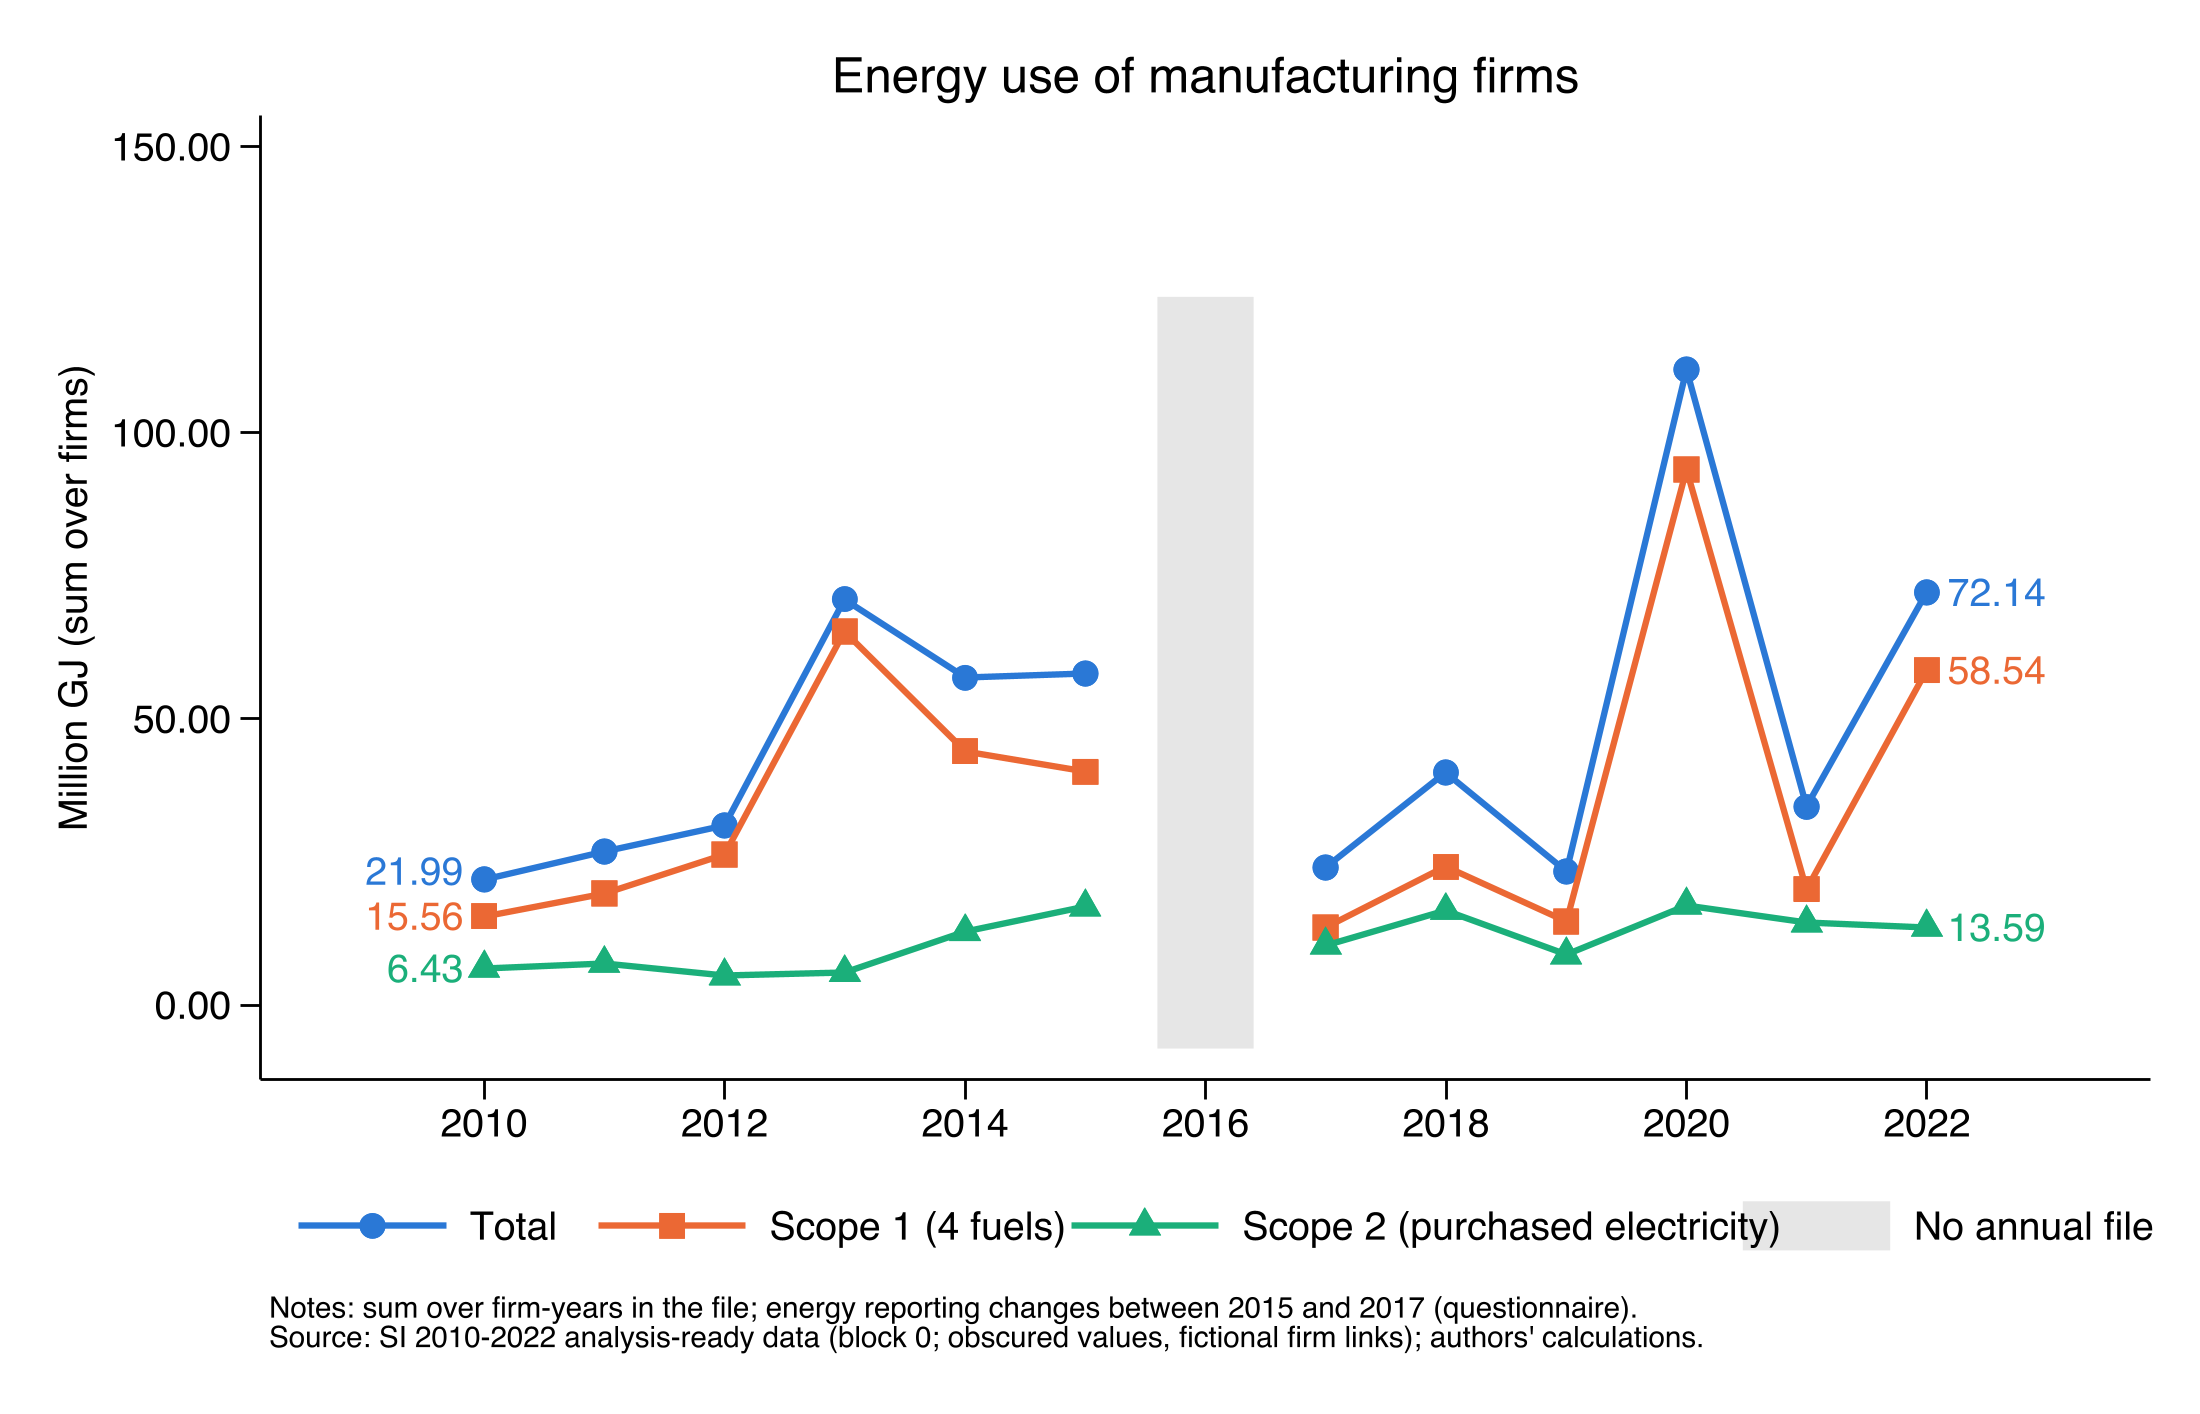 Energy use of manufacturing firms
Million GJ (sum over firms)
150.00
100.00
50.00
0.00
21.99
15.56
6.43
72.14
58.54
13.59
2010 2012 2014 2016 2018 2020 2022
Total Scope 1 (4 fuels) Scope 2 (purchased electricity) No annual file
Notes: sum over firm-years in the file; energy reporting changes between 2015 and 2017 (questionnaire).
Source: SI 2010-2022 analysis-ready data (block 0; obscured values, fictional firm links); authors' calculations.